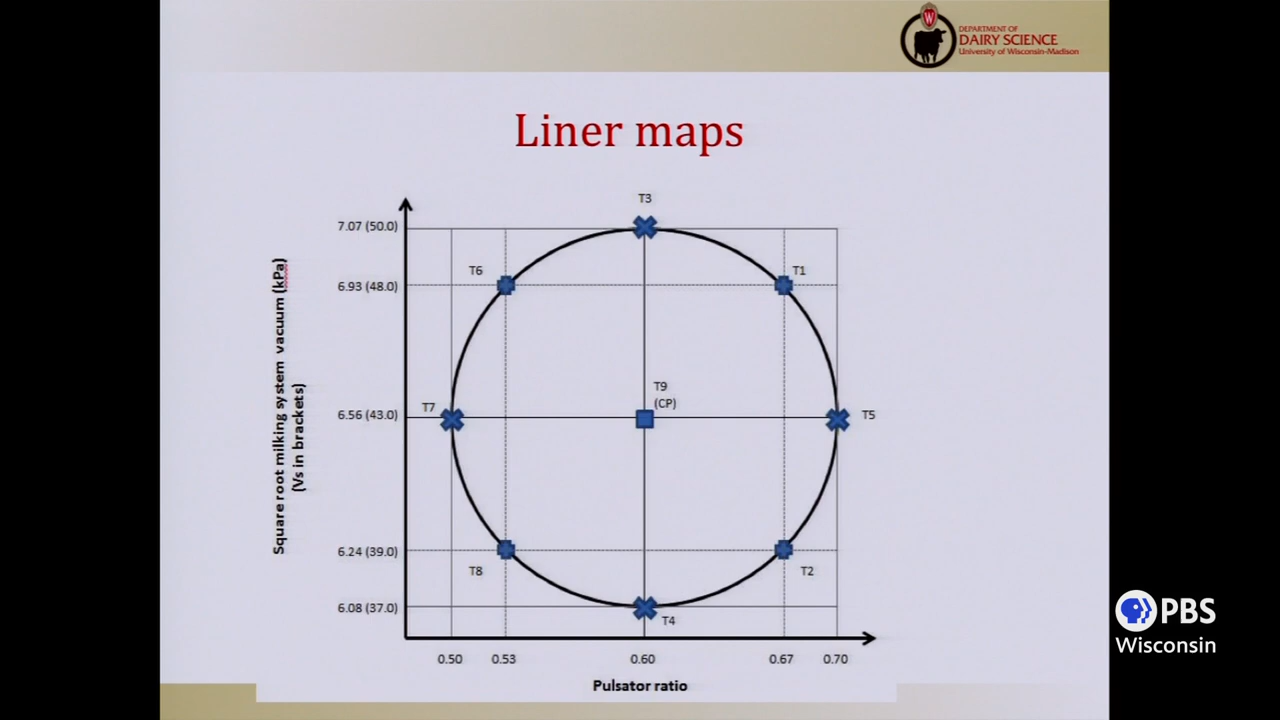 DEPARTMENT OF
DAIRY SCIENCE
University of Wisconsin-Madison
W
Liner maps
T3
7.07 (50.0)
T6
T1
6.93 (48.0)
Square root milking system vacuum (kPa)
(Vs in brackets)
T9
(CP)
T7
T5
6.56 (43.0)
6.24 (39.0)
T8
T2
6.08 (37.0)
T4
0.50
0.53
0.60
0.67
0.70
Pulsator ratio
PBS
Wisconsin